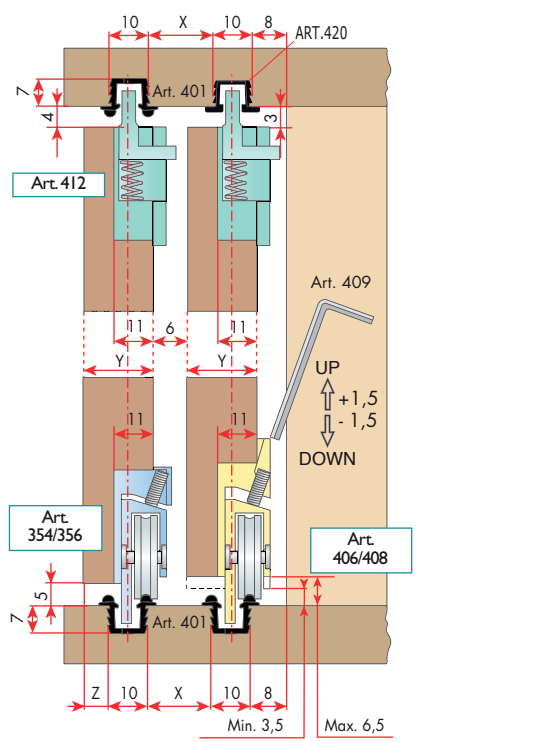 10 X 10 8
ART.420
7
Art. 401
4
3
Art. 412
Art. 409
11 6 11
Y Y
UP
+1,5
- 1,5
DOWN
11 11
Art.
354/356
Art.
406/408
5
7
Art. 401
Z 10 X 10 8
Min. 3,5 Max. 6,5